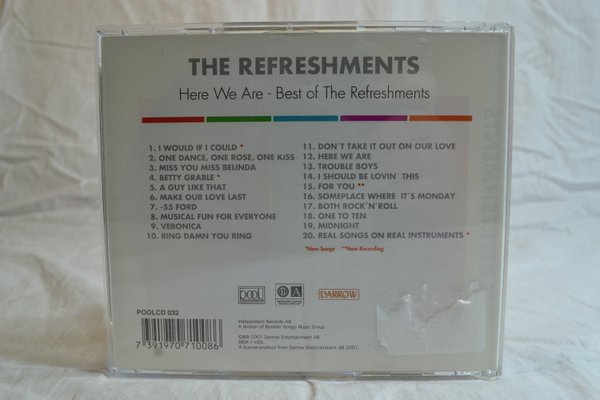 THE REFRESHMENTS
Here We Are - Best of The Refreshments
1. I WOULD IF I COULD *
2. ONE DANCE, ONE ROSE, ONE KiSS
3. MISS YOU MISS BELINDA
4. BETTY GRABLE *
5. A GUY LIKE THAT
6. MAKE OUR LOVE LAST
7. -55 FORD
8. MUSICAL FUN FOR EVERYONE
9. VERONICA
10. RING DAMN YOU RING
11. DON´T TAKE IT OUT ON OUR LOVE
12. HERE WE ARE
13. TROUBLE BOYS
14. I SHOULD BE LOVIN´ THIS
15. FOR YOU **
16. SOMEPLACE WHERE IT´S MONDAY
17. BOTH ROCK´N´ROLL
18. ONE TO TEN
19. MIDNIGHT
20. REAL SONGS ON REAL INSTRUMENTS *
*New Songs **New Recording
POOL
DARROW
POOLCD 032
7 391970 710086
Independent Records AB.
A division of Bonnier Amigo Music Group
©&℗ 2001 Darrow Entertainment AB.
BIEM / n©b.
A license product from Darrow Entertainment AB 2001.
REFRESHMENTS